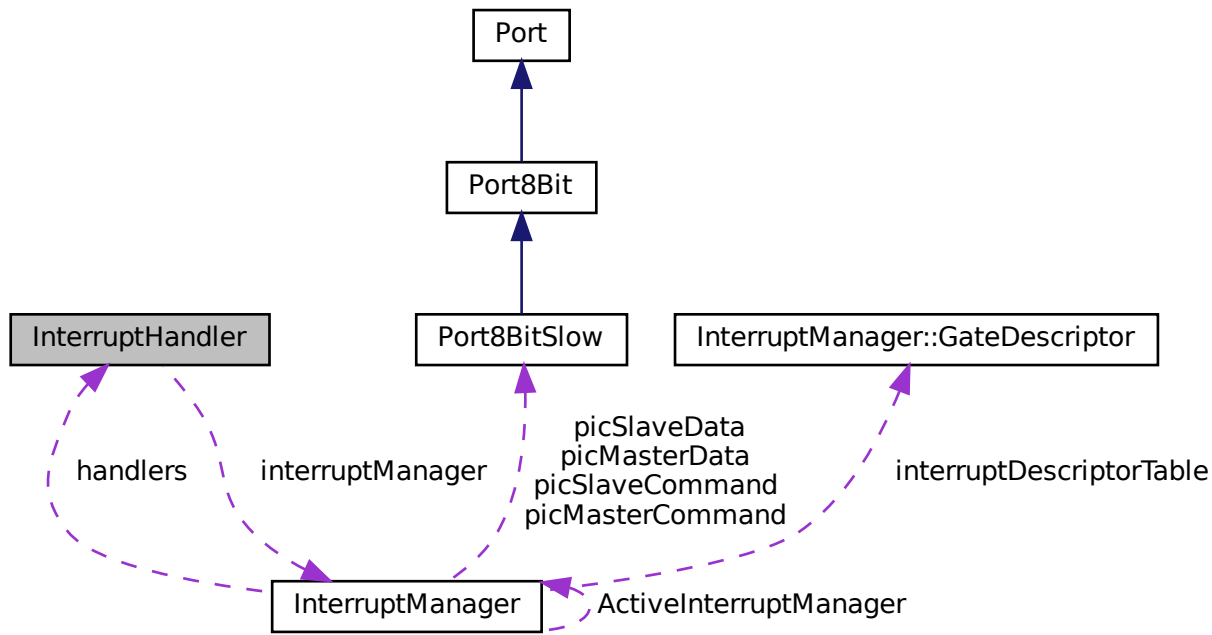 Port
Port8Bit
InterruptHandler
Port8BitSlow
InterruptManager::GateDescriptor
handlers
interruptManager
picSlaveData
picMasterData
picSlaveCommand
picMasterCommand
interruptDescriptorTable
InterruptManager
ActiveInterruptManager